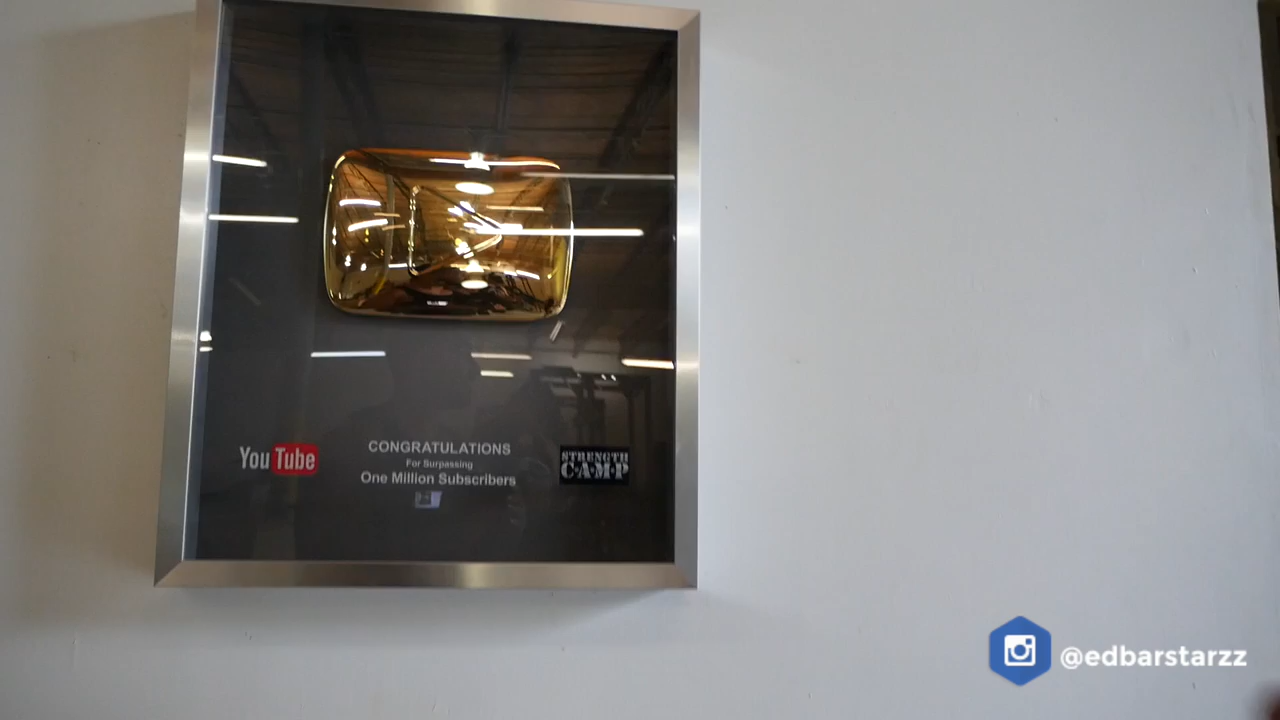 YouTube
CONGRATULATIONS
For Surpassing
One Million Subscribers
STRENGTH
C·A·M·P
@edbarstarzz